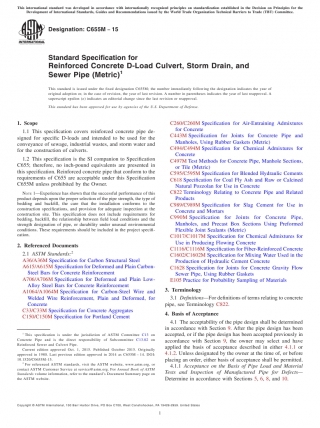 This international standard was developed in accordance with internationally recognized principles on standardization established in the Decision on Principles for the
Development of International Standards, Guides and Recommendations issued by the World Trade Organization Technical Barriers to Trade (TBT) Committee.
Designation: C655M − 15
Standard Specification for
Reinforced Concrete D-Load Culvert, Storm Drain, and
Sewer Pipe (Metric)1
This standard is issued under the fixed designation C655M; the number immediately following the designation indicates the year of
original adoption or, in the case of revision, the year of last revision. A number in parentheses indicates the year of last reapproval. A
superscript epsilon (ε) indicates an editorial change since the last revision or reapproval.
This standard has been approved for use by agencies of the U.S. Department of Defense.
1. Scope
1.1 This specification covers reinforced concrete pipe de-
signed for specific D-loads and intended to be used for the
conveyance of sewage, industrial wastes, and storm water and
for the construction of culverts.
1.2 This specification is the SI companion to Specification
C655; therefore, no inch-pound equivalents are presented in
this specification. Reinforced concrete pipe that conform to the
requirements of C655 are acceptable under this Specification
C655M unless prohibited by the Owner.
NOTE 1—Experience has shown that the successful performance of this
product depends upon the proper selection of the pipe strength, the type of
bedding and backfill, the care that the installation conforms to the
construction specifications, and provision for adequate inspection at the
construction site. This specification does not include requirements for
bedding, backfill, the relationship between field load conditions and the
strength designation of pipe, or durability under unusual environmental
conditions. These requirements should be included in the project specifi-
cation.
2. Referenced Documents
2.1 ASTM Standards:2
A36/A36M Specification for Carbon Structural Steel
A615/A615M Specification for Deformed and Plain Carbon-
Steel Bars for Concrete Reinforcement
A706/A706M Specification for Deformed and Plain Low-
Alloy Steel Bars for Concrete Reinforcement
A1064/A1064M Specification for Carbon-Steel Wire and
Welded Wire Reinforcement, Plain and Deformed, for
Concrete
C33/C33M Specification for Concrete Aggregates
C150/C150M Specification for Portland Cement
1 This specification is under the jurisdiction of ASTM Committee C13 on
Concrete Pipe and is the direct responsibility of Subcommittee C13.02 on
Reinforced Sewer and Culvert Pipe.
Current edition approved Oct. 1, 2015. Published October 2015. Originally
approved in
2 For referenced ASTM standards, visit the ASTM website, www.astm.org, or
contact ASTM Customer Service at service@astm.org. For Annual Book of ASTM
Standards volume information, refer to the standard's Document Summary page on
the ASTM website.
C260/C260M Specification for Air-Entraining Admixtures
for Concrete
C443M Specification for Joints for Concrete Pipe and
Manholes, Using Rubber Gaskets (Metric)
C494/C494M Specification for Chemical Admixtures for
Concrete
C497M Test Methods for Concrete Pipe, Manhole Sections,
or Tile (Metric)
C595/C595M Specification for Blended Hydraulic Cements
C618 Specification for Coal Fly Ash and Raw or Calcined
Natural Pozzolan for Use in Concrete
C822 Terminology Relating to Concrete Pipe and Related
Products
C989/C989M Specification for Slag Cement for Use in
Concrete and Mortars
C990M Specification for Joints for Concrete Pipe,
Manholes, and Precast Box Sections Using Preformed
Flexible Joint Sealants (Metric)
C1017/C1017M Specification for Chemical Admixtures for
Use in Producing Flowing Concrete
C1116/C1116M Specification for Fiber-Reinforced Concrete
C1602/C1602M Specification for Mixing Water Used in the
Production of Hydraulic Cement Concrete
C1628 Specification for Joints for Concrete Gravity Flow
Sewer Pipe, Using Rubber Gaskets
E105 Practice for Probability Sampling of Materials
3. Terminology
3.1 Definitions—For definitions of terms relating to concrete
pipe, see Terminology C822.
4. Basis of Acceptance
4.1 The acceptability of the pipe design shall be determined
in accordance with Section 9. After the pipe design has been
accepted, or if the pipe design has been accepted previously in
accordance with Section 9, the owner may select and have
applied the basis of acceptance described in either 4.1.1 or
4.1.2. Unless designated by the owner at the time of, or before
placing an order, either basis of acceptance shall be permitted.
4.1.1 Acceptance on the Basis of Pipe Load and Material
Tests and Inspection of Manufactured Pipe for Defects—
Determine in accordance with Sections 5, 6, 8, and 10.
Copyright © ASTM International, 100 Barr Harbor Drive, PO Box C700, West Conshohocken, PA 19428-2959. United States
1